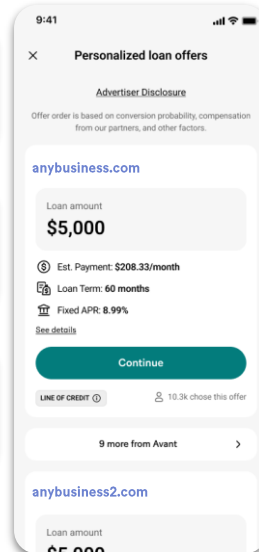 9:41
Personalized loan offers
Advertiser Disclosure
Offer order is based on conversion probability, compensation
from our partners, and other factors.
anybusiness.com
Loan amount
$5,000
Est. Payment: $208.33/month
Loan Term: 60 months
Fixed APR: 8.99%
See details
Continue
LINE OF CREDIT
10.3k chose this offer
9 more from Avant
anybusiness2.com
Loan amount
$5,000